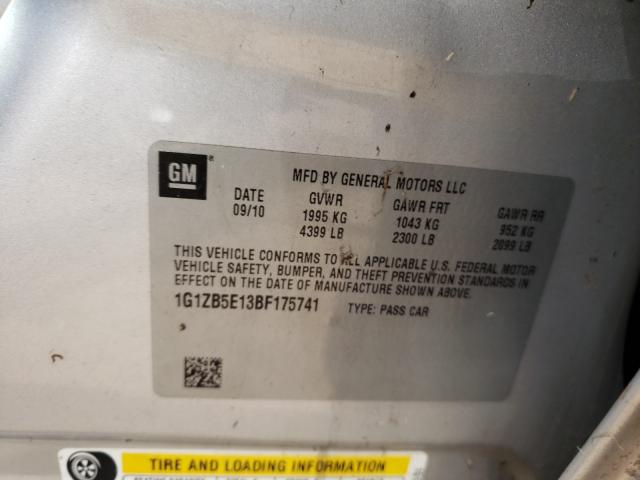 GM
MFD BY GENERAL MOTORS LLC
DATE GVWR GAWR FRT GAWR RR
09/10 1995 KG 1043 KG 952 KG
4399 LB 2300 LB 2099 LB
THIS VEHICLE CONFORMS TO ALL APPLICABLE U.S. FEDERAL MOTOR
VEHICLE SAFETY, BUMPER, AND THEFT PREVENTION STANDARDS IN
EFFECT ON THE DATE OF MANUFACTURE SHOWN ABOVE.
1G1ZB5E13BF175741 TYPE: PASS CAR
TIRE AND LOADING INFORMATION